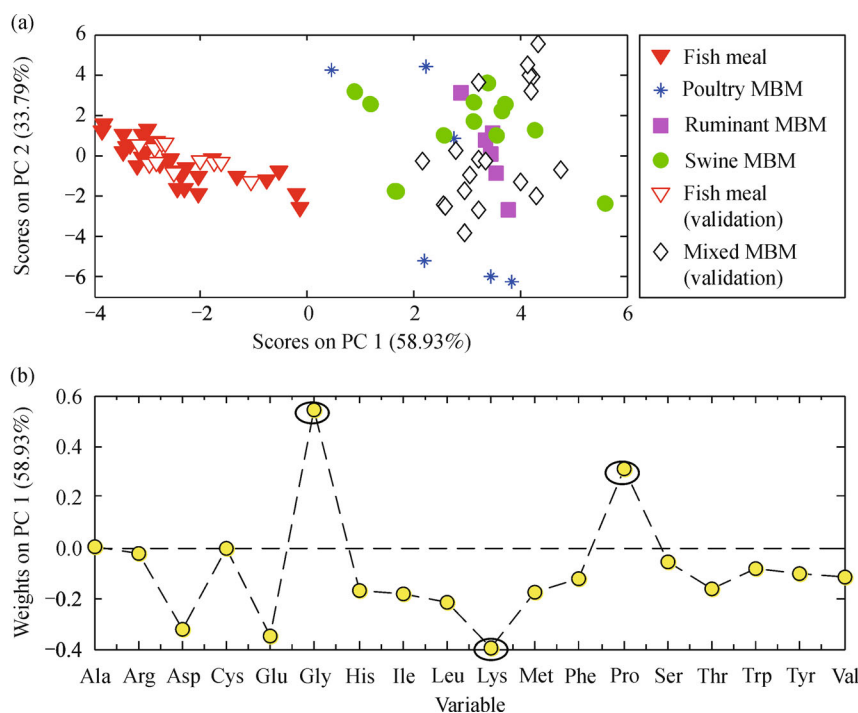 (a)
6
4
2
0
−2
−4
−6
Scores on PC 2 (33.79%)
−4
−2
0
2
4
6
Scores on PC 1 (58.93%)
Fish meal
Poultry MBM
Ruminant MBM
Swine MBM
Fish meal
(validation)
Mixed MBM
(validation)
(b)
0.6
0.4
0.2
0.0
−0.2
−0.4
Weights on PC 1 (58.93%)
Ala Arg Asp Cys Glu Gly His Ile Leu Lys Met Phe Pro Ser Thr Trp Tyr Val
Variable